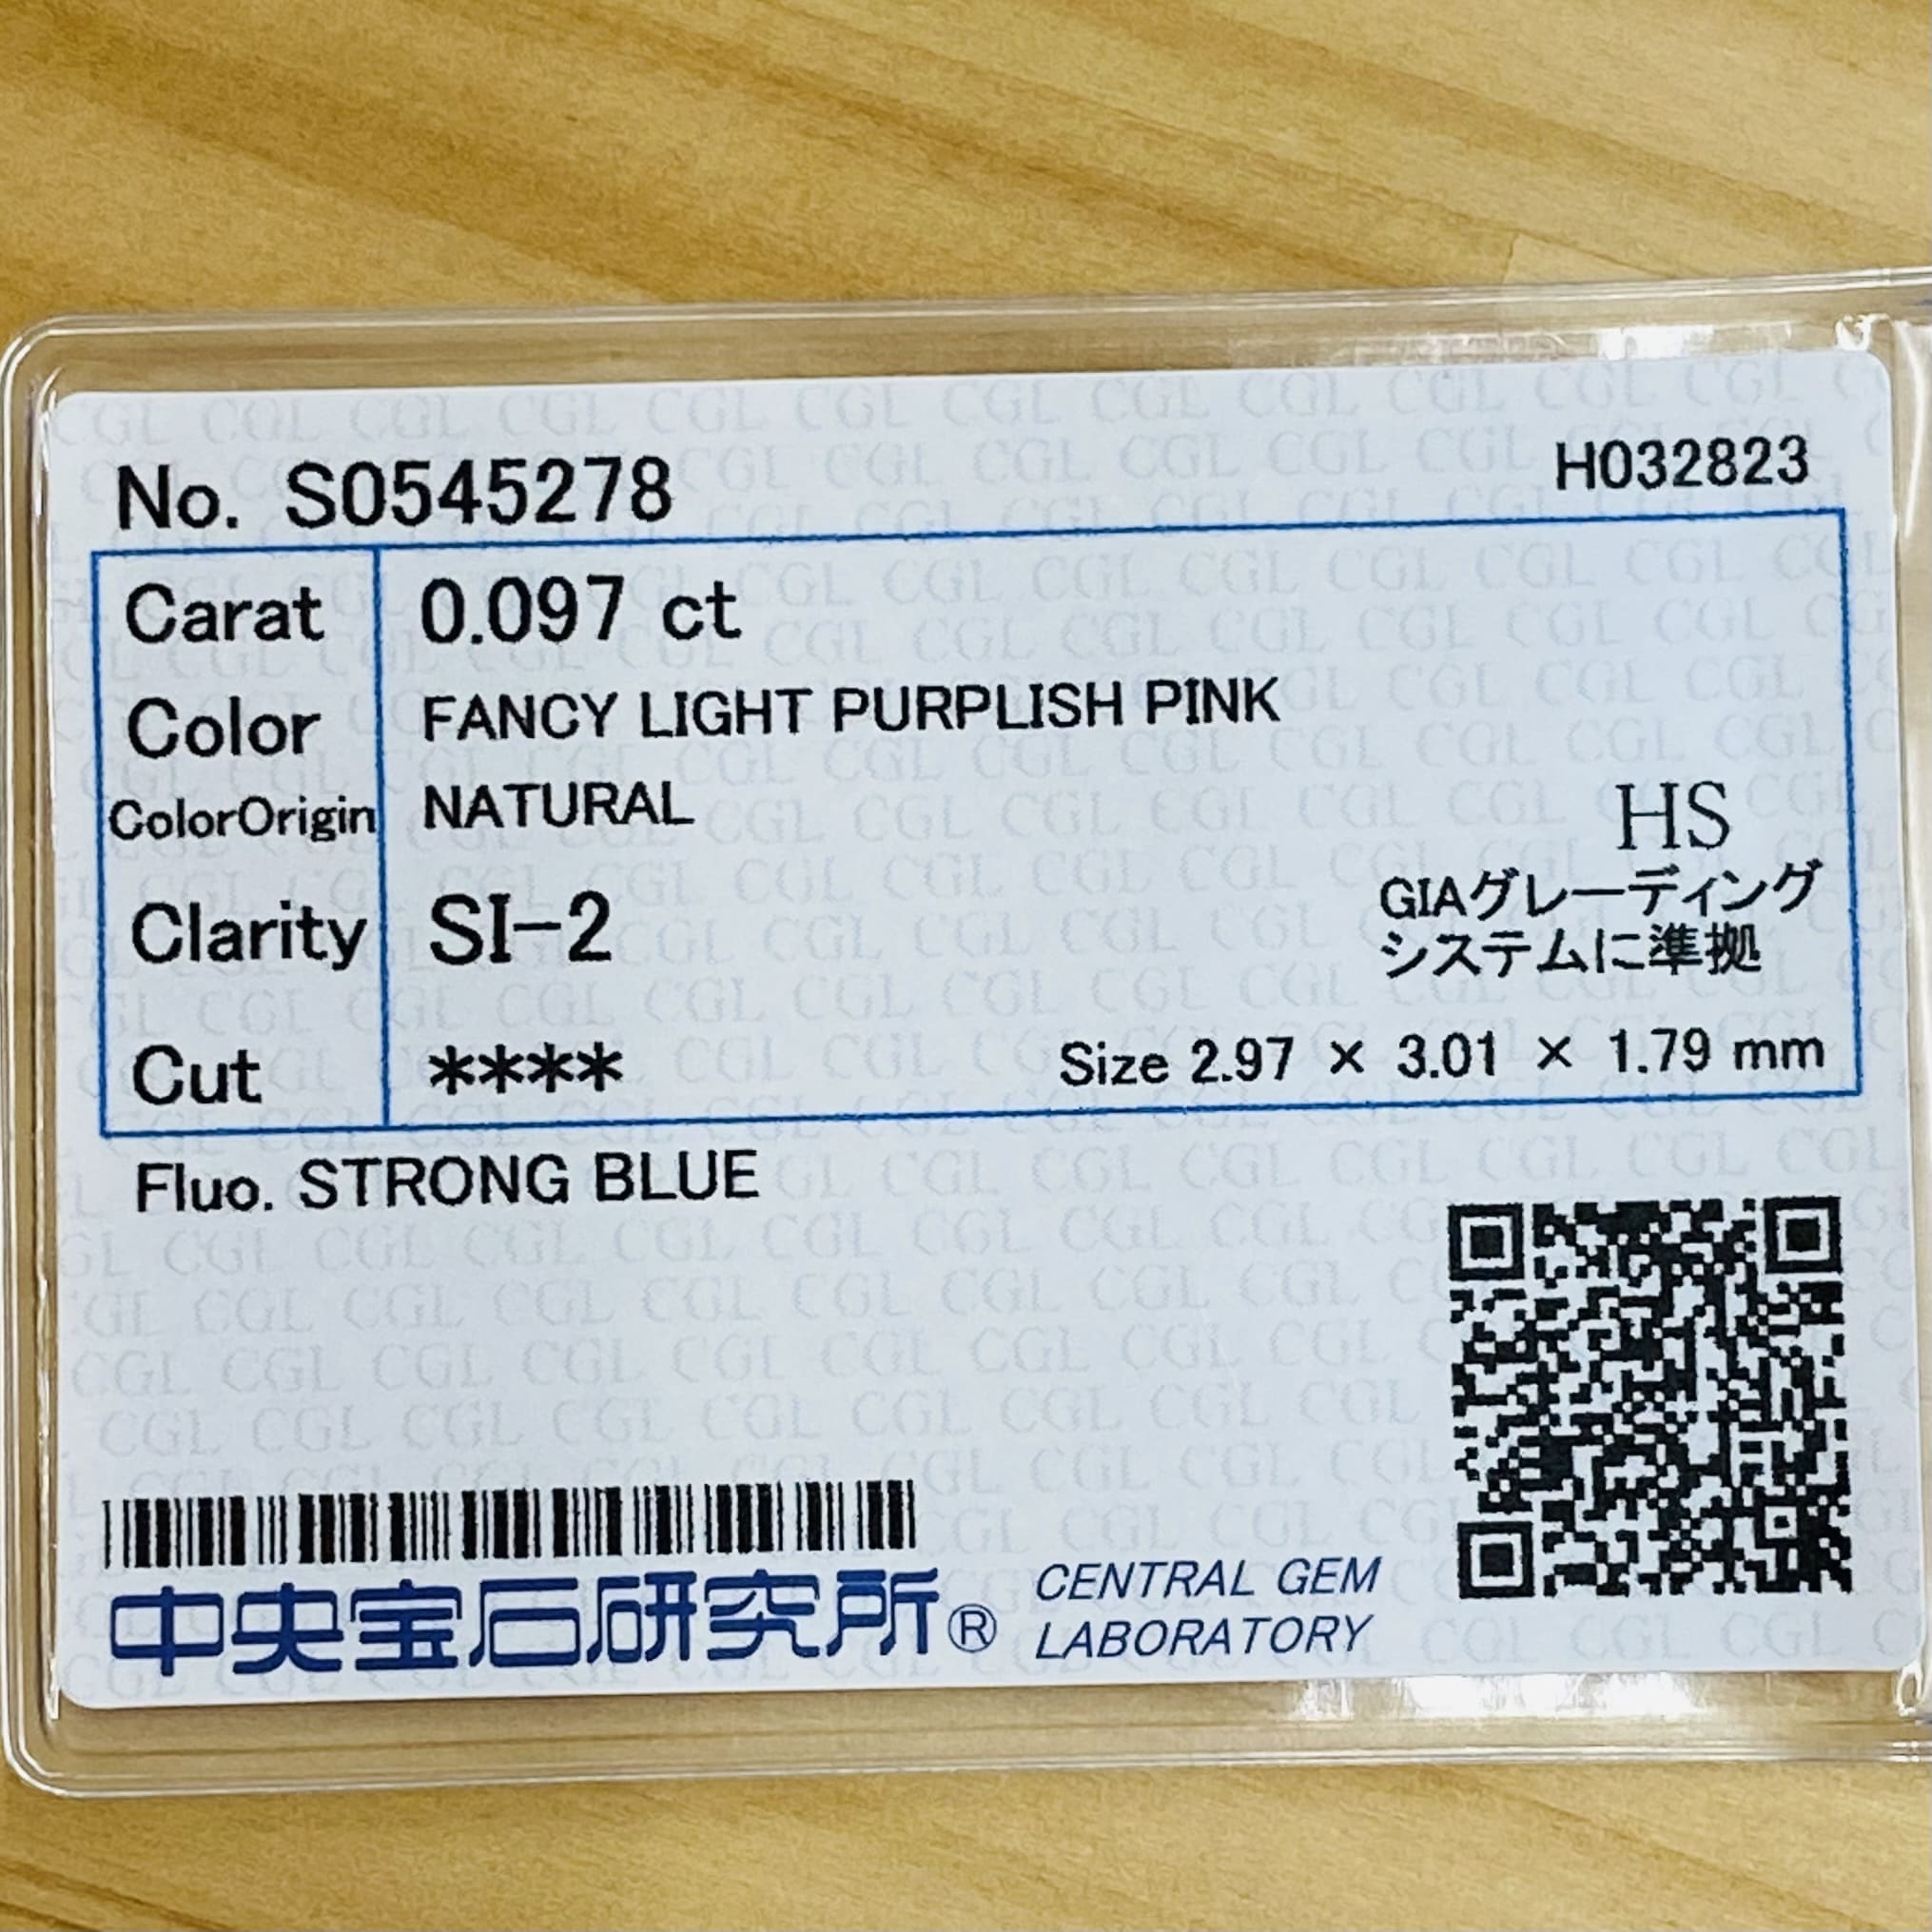 No. S0545278
H032823
Carat 0.097 ct
Color FANCY LIGHT PURPLISH PINK
ColorOrigin NATURAL
HS
Clarity SI-2
GIAグレーディング
システムに準拠
Cut ****
Size 2.97 × 3.01 × 1.79 mm
Fluo. STRONG BLUE
中央宝石研究所®
CENTRAL GEM
LABORATORY